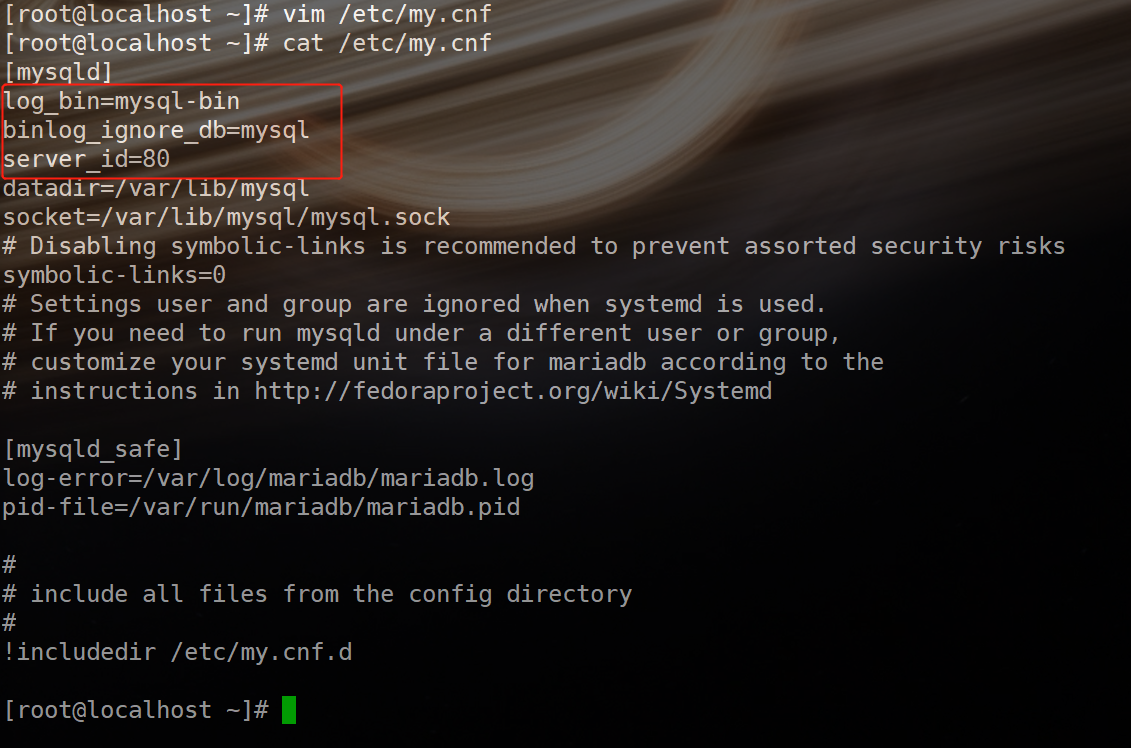 [root@localhost ~]# vim /etc/my.cnf
[root@localhost ~]# cat /etc/my.cnf
[mysqld]
log_bin=mysql-bin
binlog_ignore_db=mysql
server_id=80
datadir=/var/lib/mysql
socket=/var/lib/mysql/mysql.sock
# Disabling symbolic-links is recommended to prevent assorted security risks
symbolic-links=0
# Settings user and group are ignored when systemd is used.
# If you need to run mysqld under a different user or group,
# customize your systemd unit file for mariadb according to the
# instructions in http://fedoraproject.org/wiki/Systemd

[mysqld_safe]
log-error=/var/log/mariadb/mariadb.log
pid-file=/var/run/mariadb/mariadb.pid

#
# include all files from the config directory
#
!includedir /etc/my.cnf.d

[root@localhost ~]#